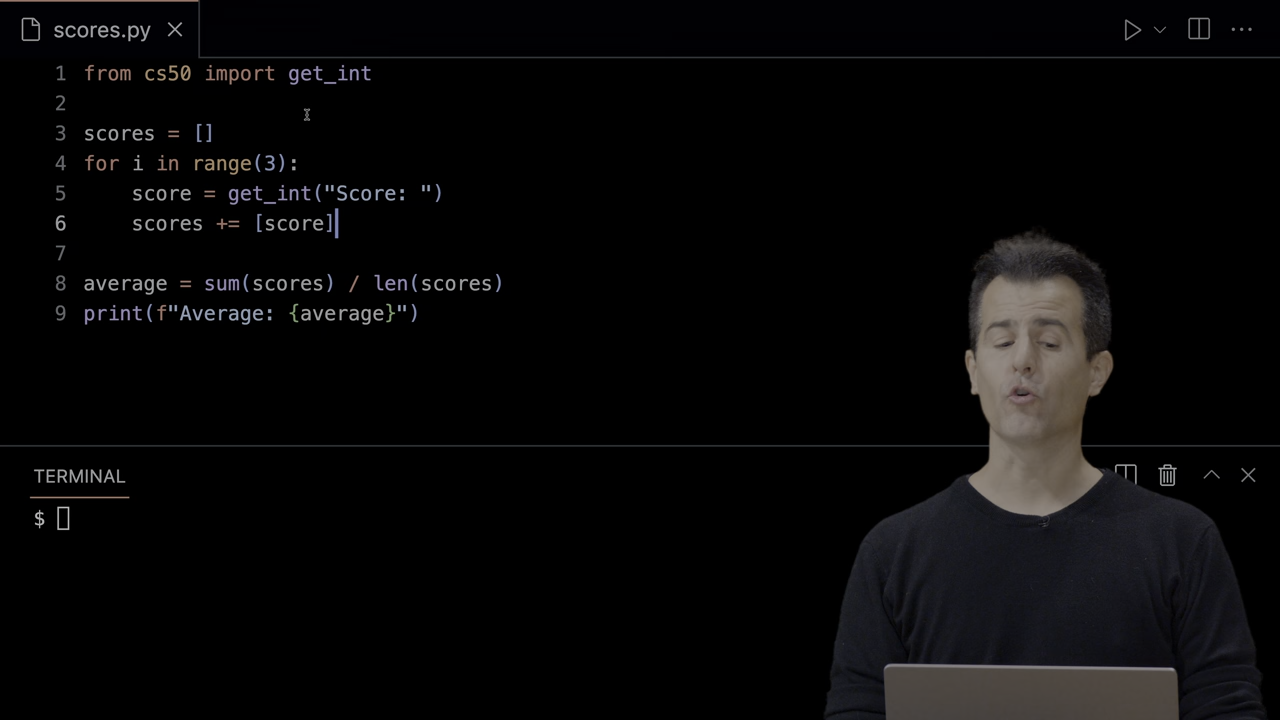 scores.py
1 from cs50 import get_int
2
3 scores = []
4 for i in range(3):
5     score = get_int("Score: ")
6     scores += [score]
7
8 average = sum(scores) / len(scores)
9 print(f"Average: {average}")
TERMINAL
$